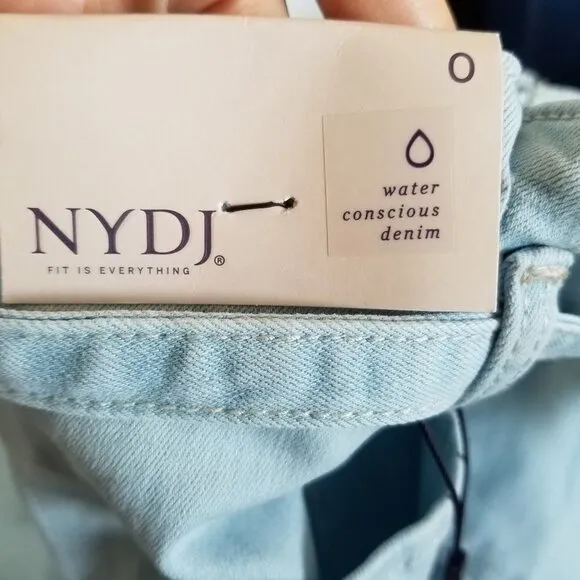 0
water
conscious
denim
NYDJ®
FIT IS EVERYTHING